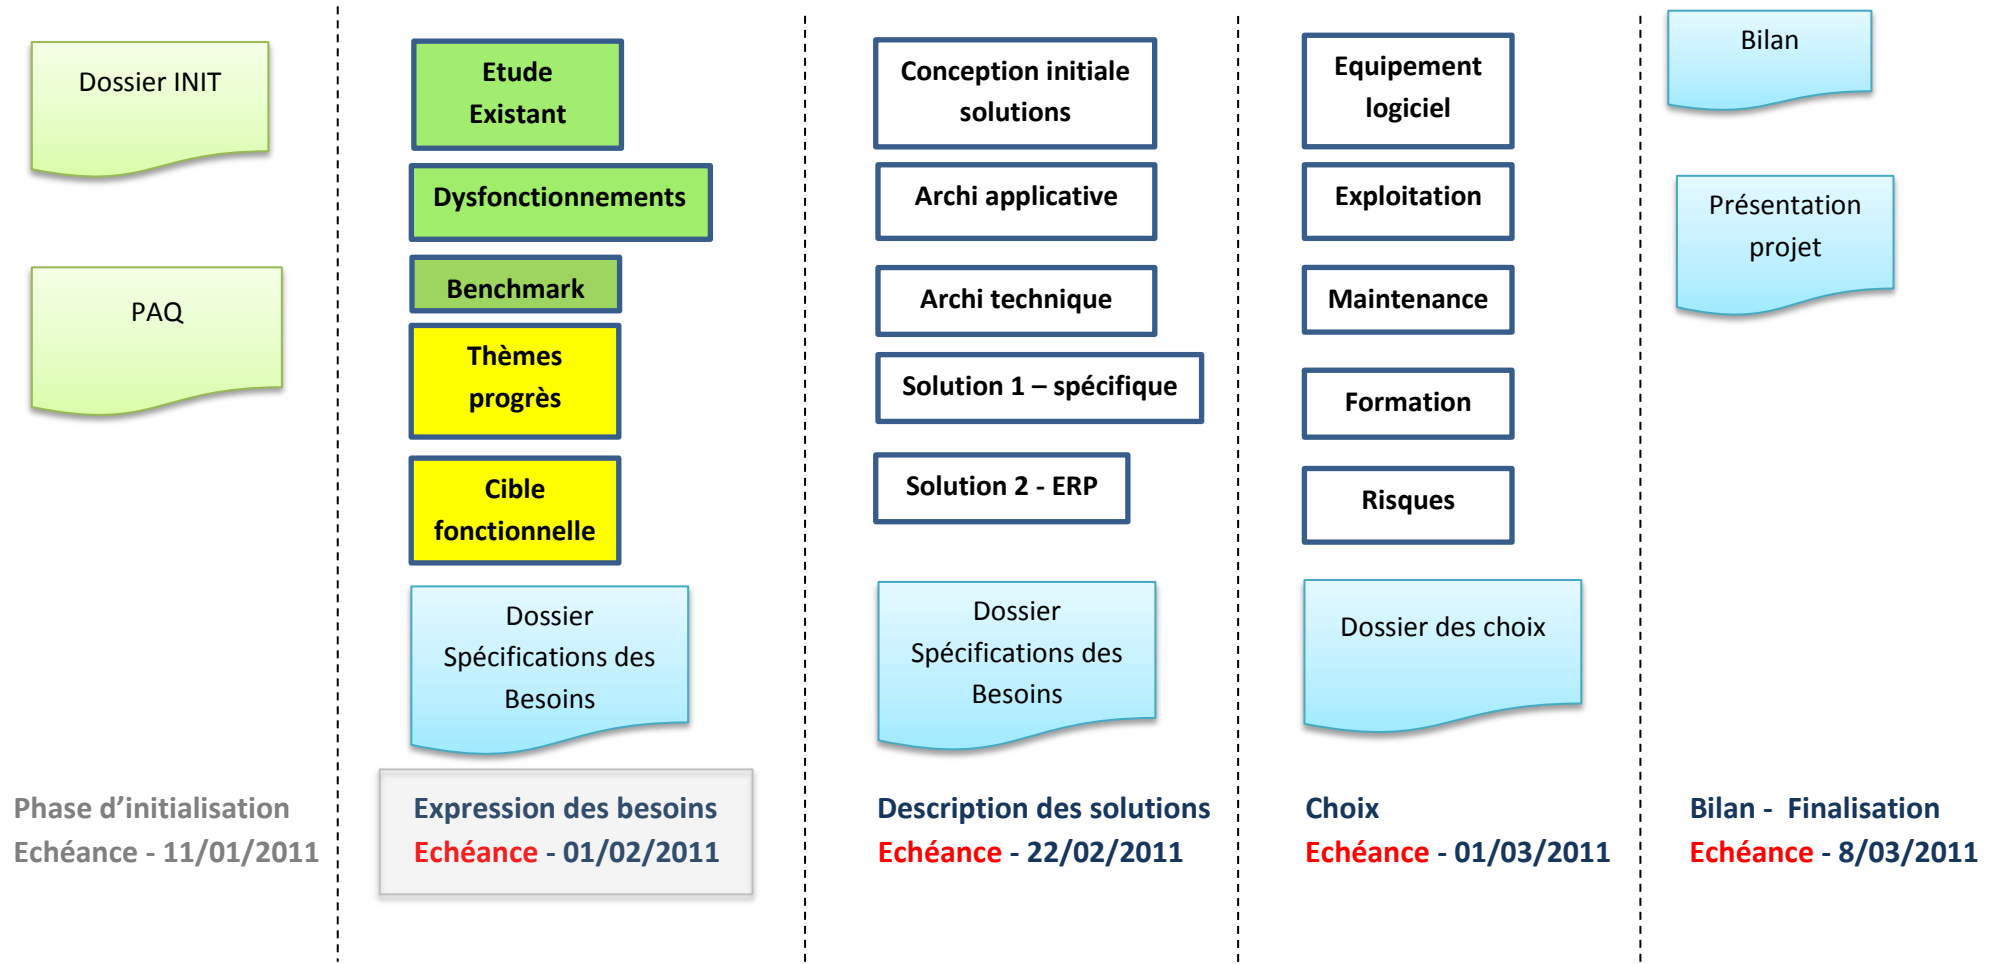 Dossier INIT
PAQ
Phase d’initialisation
Echéance - 11/01/2011
Etude
Existant
Dysfonctionnements
Benchmark
Thèmes
progrès
Cible
fonctionnelle
Dossier
Spécifications des
Besoins
Expression des besoins
Echéance - 01/02/2011
Conception initiale
solutions
Archi applicative
Archi technique
Solution 1 – spécifique
Solution 2 - ERP
Dossier
Spécifications des
Besoins
Description des solutions
Echéance - 22/02/2011
Equipement
logiciel
Exploitation
Maintenance
Formation
Risques
Dossier des choix
Choix
Echéance - 01/03/2011
Bilan
Présentation
projet
Bilan - Finalisation
Echéance - 8/03/2011